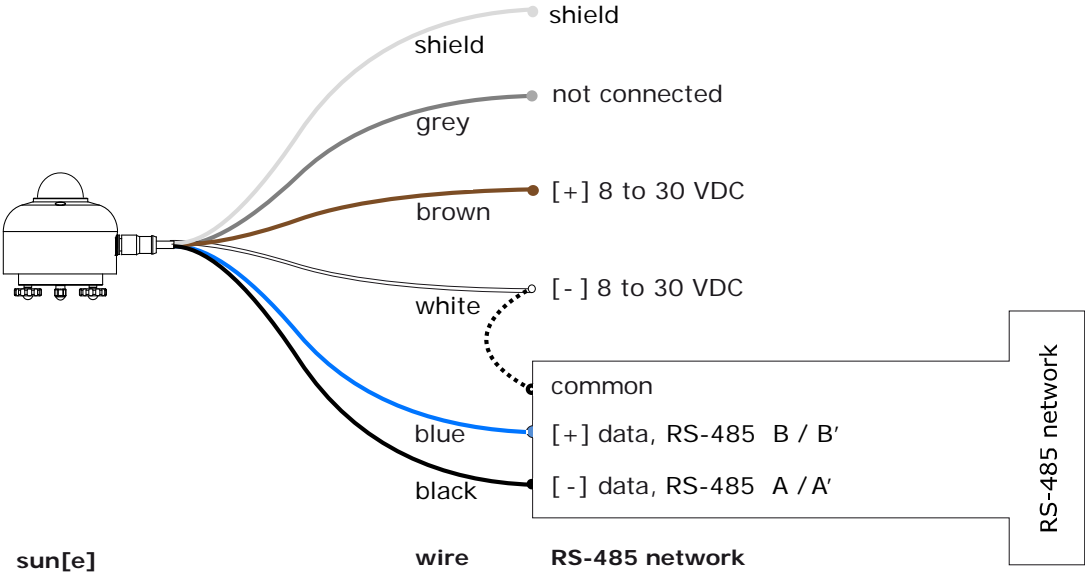 shield
shield
not connected
grey
[+] 8 to 30 VDC
brown
[-] 8 to 30 VDC
white
common
[+] data, RS-485 B / B'
blue
[-] data, RS-485 A / A'
black
RS-485 network
sun[e]
wire
RS-485 network